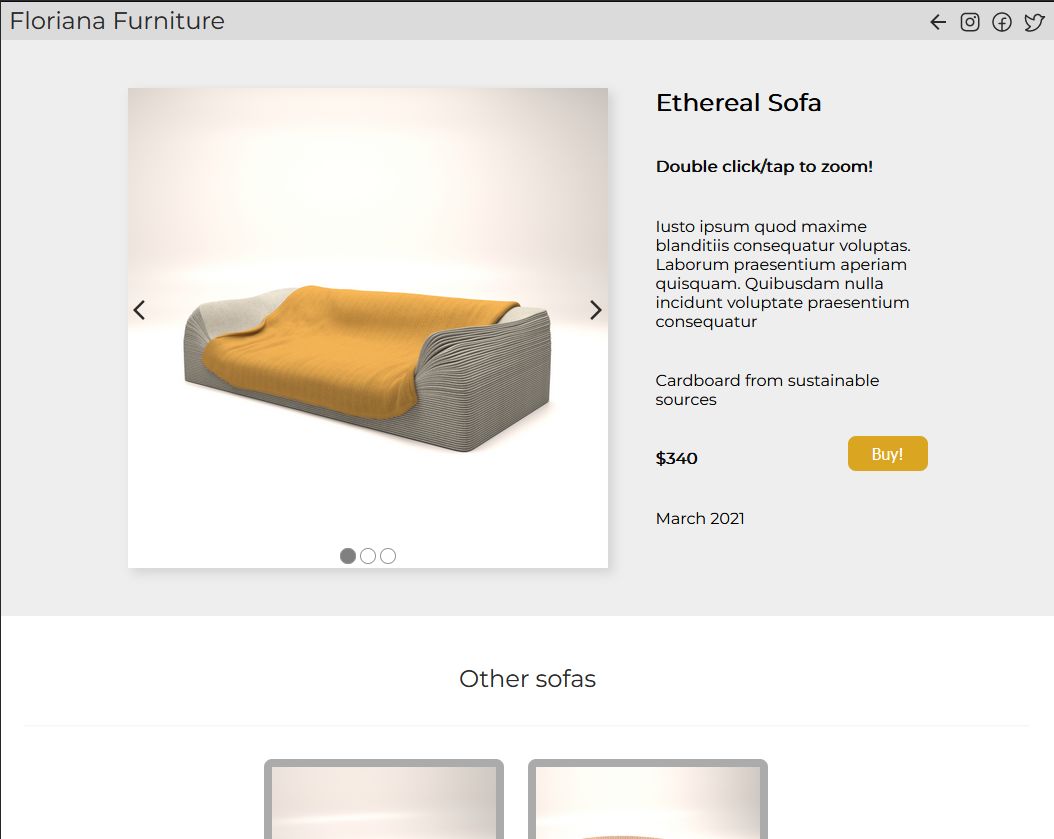 Floriana Furniture
Ethereal Sofa
Double click/tap to zoom!
Iusto ipsum quod maxime
blanditiis consequatur voluptas.
Laborum praesentium aperiam
quisquam. Quibusdam nulla
incidunt voluptate praesentium
consequatur
Cardboard from sustainable
sources
$340
Buy!
March 2021
Other sofas